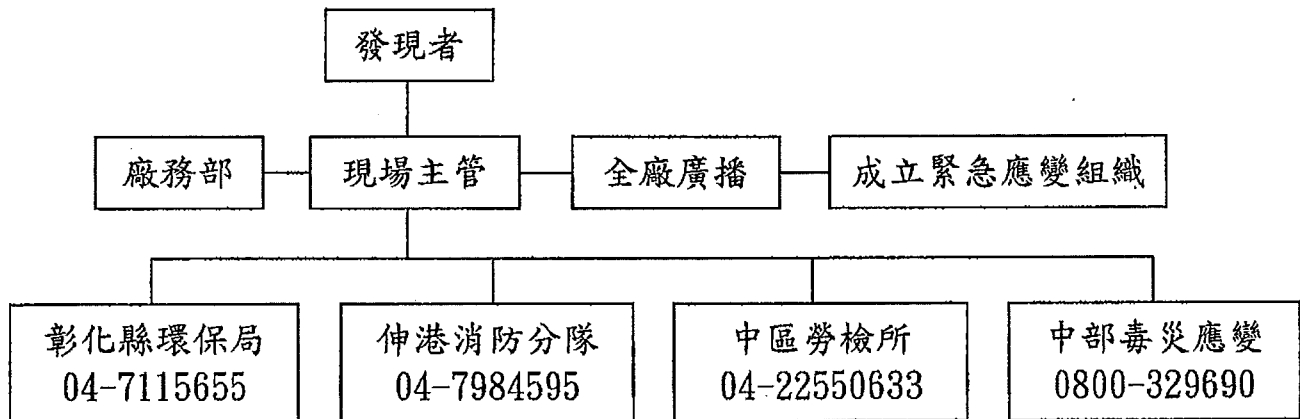 發現者
廠務部
現場主管
全廠廣播
成立緊急應變組織
彰化縣環保局
04-7115655
伸港消防分隊
04-7984595
中區勞檢所
04-22550633
中部毒災應變
0800-329690